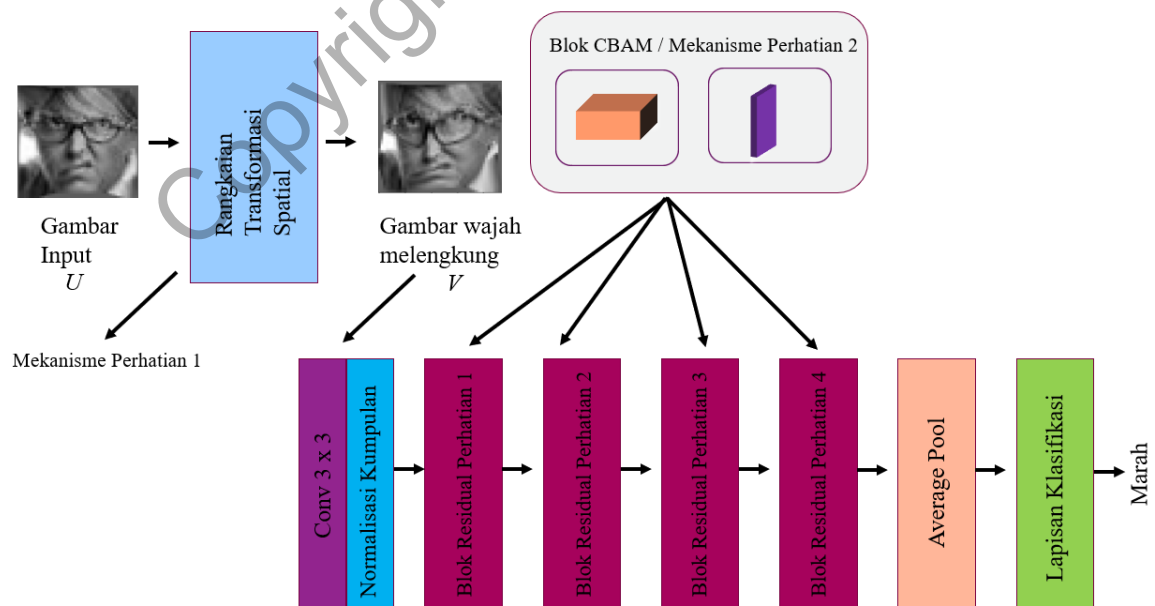 Copyrig
Blok CBAM / Mekanisme Perhatian 2
Rangkaian
Transformasi
Spatial
Gambar
Input
U
Gambar wajah
melengkung
V
Mekanisme Perhatian 1
Conv 3 x 3
Normalisasi Kumpulan
Blok Residual Perhatian 1
Blok Residual Perhatian 2
Blok Residual Perhatian 3
Blok Residual Perhatian 4
Average Pool
Lapisan Klasifikasi
Marah